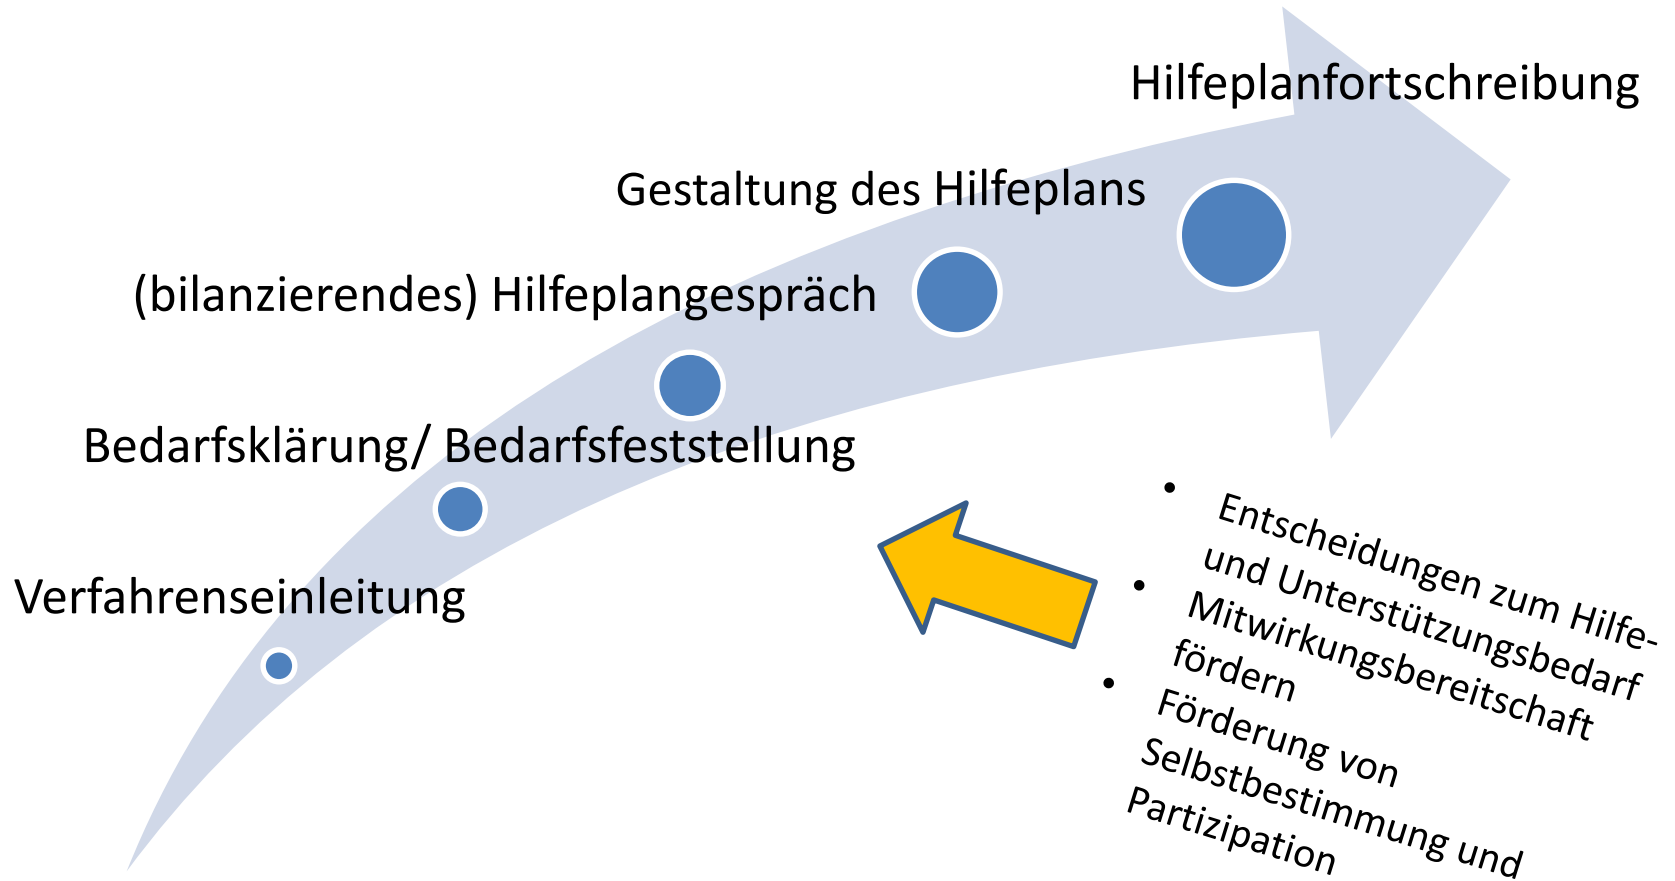 Hilfeplanfortschreibung
Gestaltung des Hilfeplans
(bilanzierendes) Hilfeplangespräch
Bedarfsklärung/ Bedarfsfeststellung
Verfahrenseinleitung
• Entscheidungen zum Hilfe-
und Unterstützungsbedarf
• Mitwirkungsbereitschaft
fördern
• Förderung von
Selbstbestimmung und
Partizipation